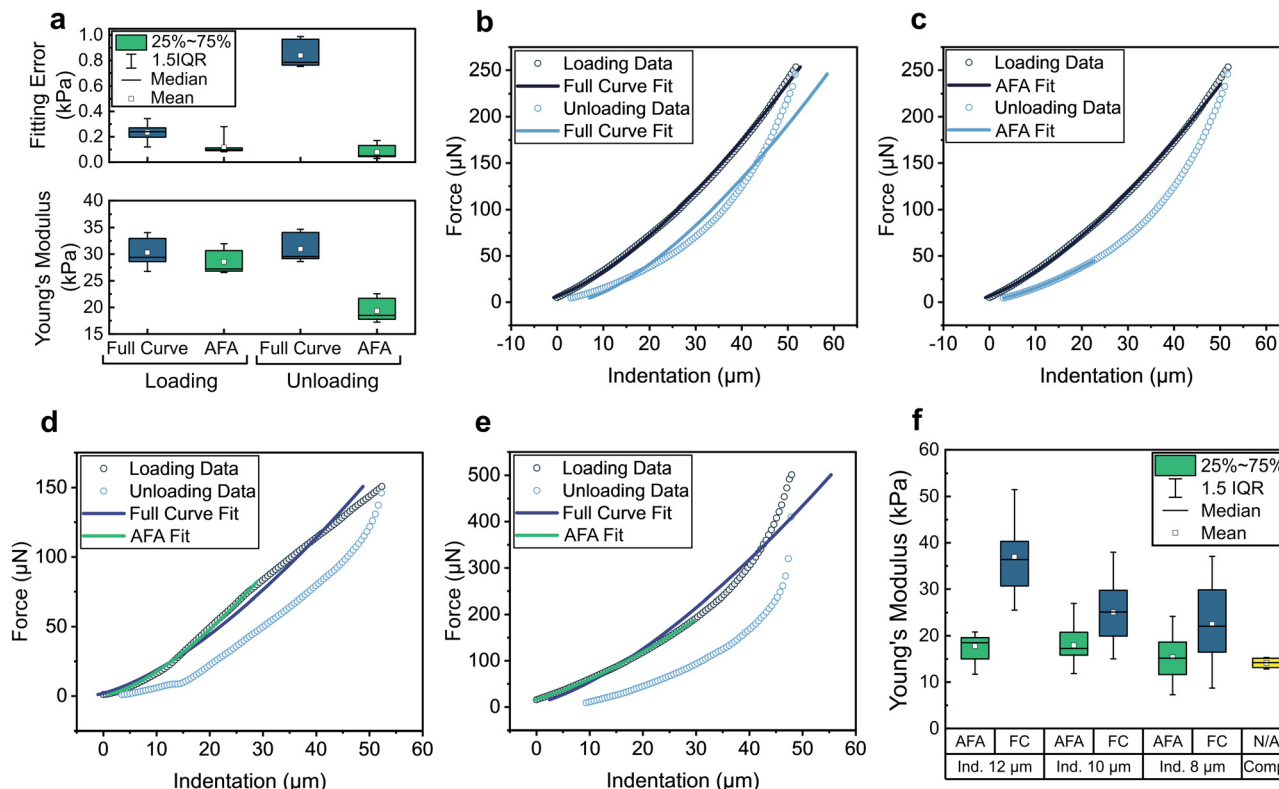 a
25%~75%
1.5IQR
Median
Mean
Fitting Error
(kPa)
1.0
0.8
0.6
0.4
0.2
0.0
Young's Modulus
(kPa)
40
35
30
25
20
15
Full Curve AFA Full Curve AFA
Loading Unloading
b
Loading Data
Full Curve Fit
Unloading Data
Full Curve Fit
Force (µN)
250
200
150
100
50
0
-10 0 10 20 30 40 50 60
Indentation (µm)
c
Loading Data
AFA Fit
Unloading Data
AFA Fit
Force (µN)
250
200
150
100
50
0
-10 0 10 20 30 40 50 60
Indentation (µm)
d
Loading Data
Unloading Data
Full Curve Fit
AFA Fit
Force (µN)
150
100
50
0
0 10 20 30 40 50 60
Indentation (µm)
e
Loading Data
Unloading Data
Full Curve Fit
AFA Fit
Force (µN)
500
400
300
200
100
0
0 10 20 30 40 50 60
Indentation (µm)
f
25%~75%
1.5 IQR
Median
Mean
Young's Modulus (kPa)
60
50
40
30
20
10
0
AFA FC AFA FC AFA FC N/A
Ind. 12 µm Ind. 10 µm Ind. 8 µm Comp